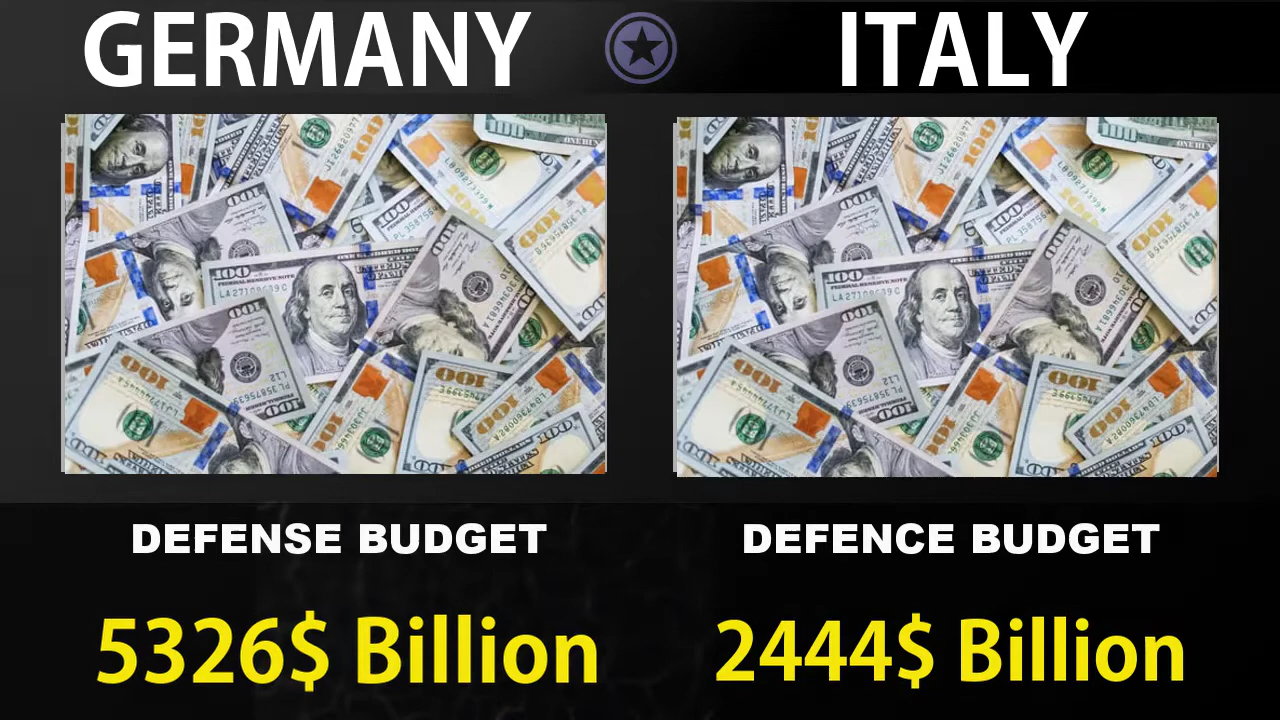 GERMANY
ITALY
DEFENSE BUDGET
DEFENCE BUDGET
5326$ Billion
2444$ Billion